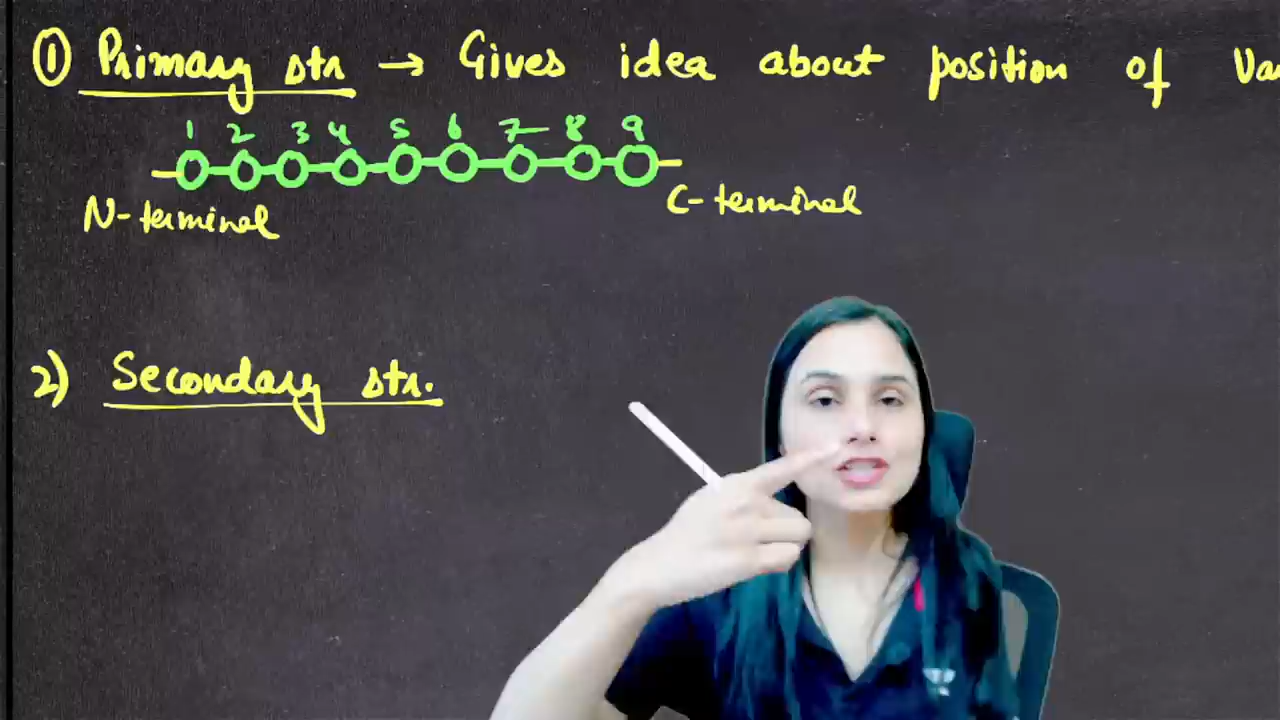 ① Primary str → Gives idea about position of Va
1 2 3 4 5 6 7 8 9
N-terminal C-terminal
2) Secondary str.